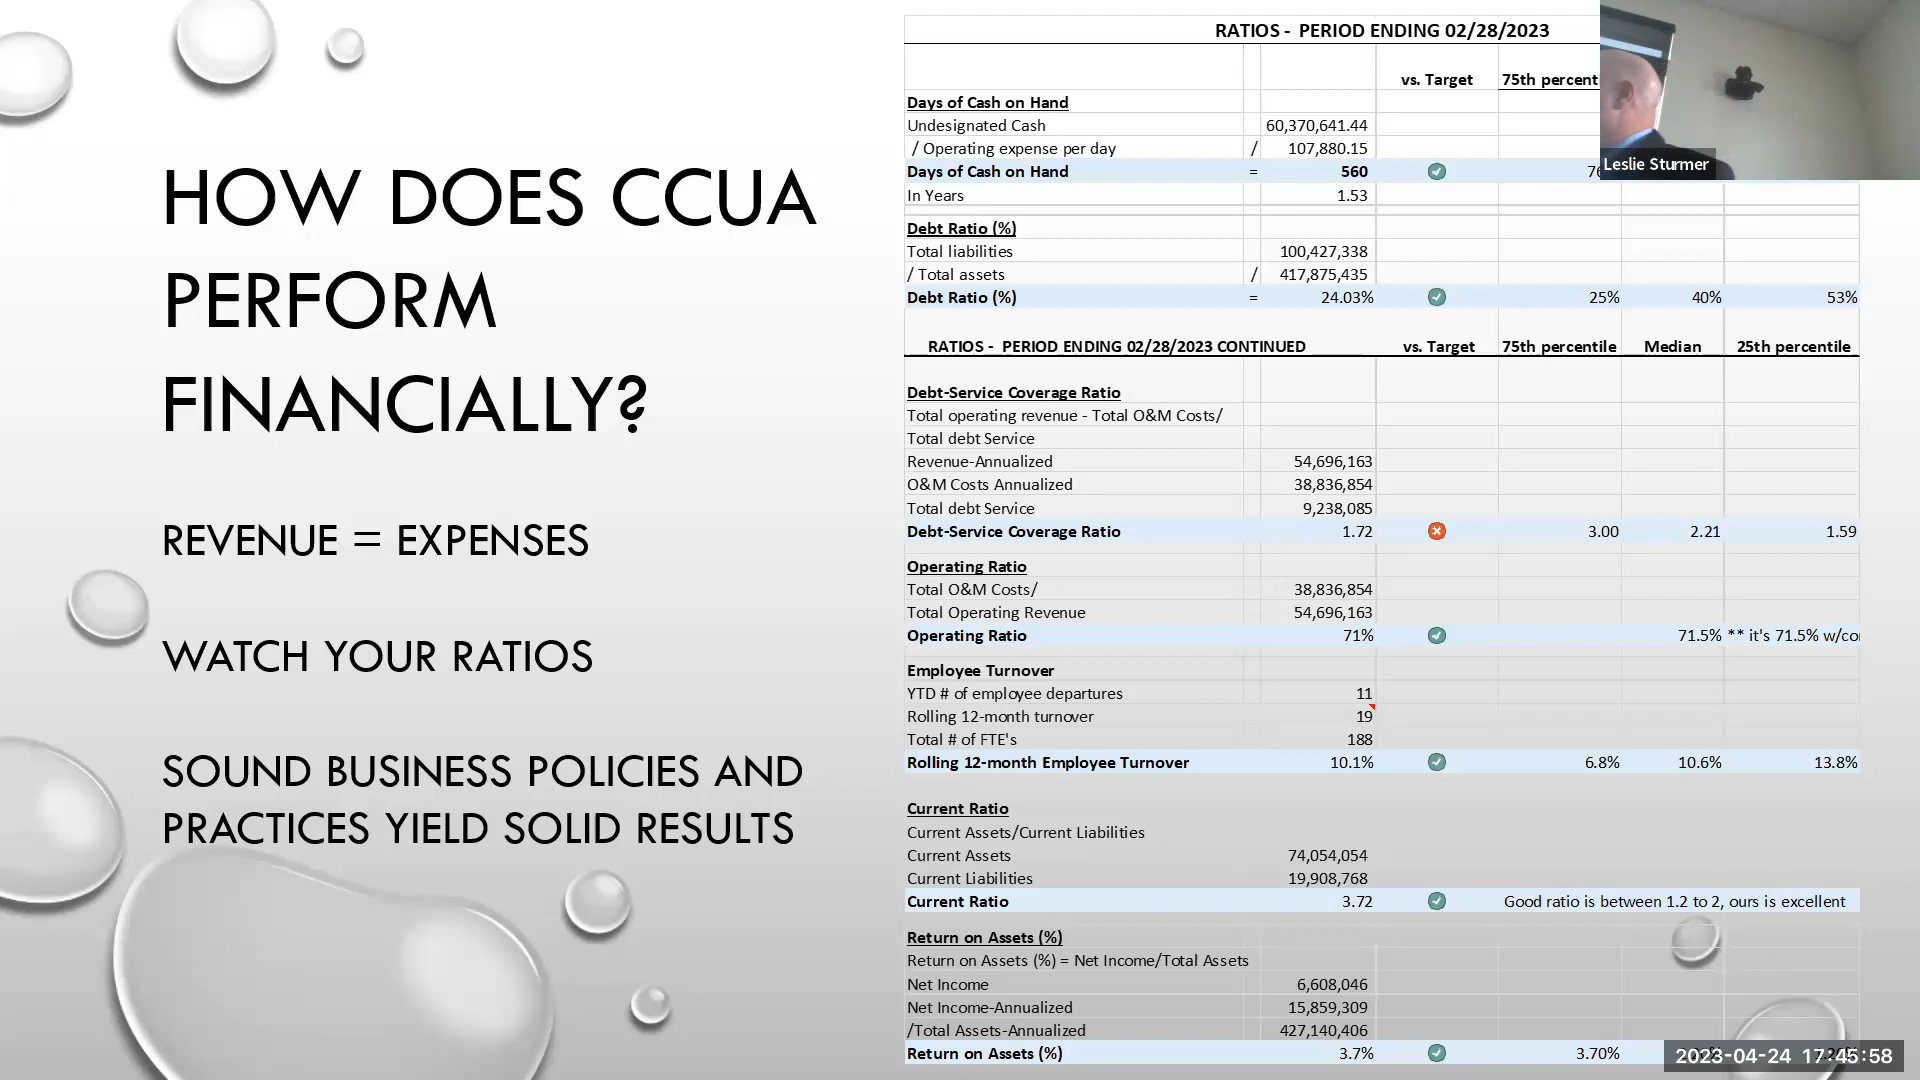 HOW DOES CCUA
PERFORM
FINANCIALLY?
REVENUE = EXPENSES
WATCH YOUR RATIOS
SOUND BUSINESS POLICIES AND
PRACTICES YIELD SOLID RESULTS
RATIOS - PERIOD ENDING 02/28/2023
vs. Target 75th
Days of Cash on Hand
Undesignated Cash 60,370,641.44
/ Operating expense per day / 107,880.15
Days of Cash on Hand = 560
In Years 1.53
Debt Ratio (%)
Total liabilities 100,427,338
/ Total assets / 417,875,435
Debt Ratio (%) = 24.03% 25% 40% 53%
RATIOS - PERIOD ENDING 02/28/2023 CONTINUED vs. Target 75th percentile Median 25th percentile
Debt-Service Coverage Ratio
Total operating revenue - Total O&M Costs/
Total debt Service
Revenue-Annualized 54,696,163
O&M Costs Annualized 38,836,854
Total debt Service 9,238,085
Debt-Service Coverage Ratio 1.72 3.00 2.21 1.59
Operating Ratio
Total O&M Costs/ 38,836,854
Total Operating Revenue 54,696,163
Operating Ratio 71% 71.5% ** it's 71.5%
Employee Turnover
YTD # of employee departures 11
Rolling 12-month turnover 19
Total # of FTE's 188
Rolling 12-month Employee Turnover 10.1% 6.8% 10.6% 13.8%
Current Ratio
Current Assets/Current Liabilities
Current Assets 74,054,054
Current Liabilities 19,908,768
Current Ratio 3.72 Good ratio is between 1.2 to 2, ours is excellent
Return on Assets (%)
Return on Assets (%) = Net Income/Total Assets
Net Income 6,608,046
Net Income-Annualized 15,859,309
/Total Assets-Annualized 427,140,406
Return on Assets (%) 3.7% 3.70%
Leslie Sturmer
2023-04-24 17:45:58